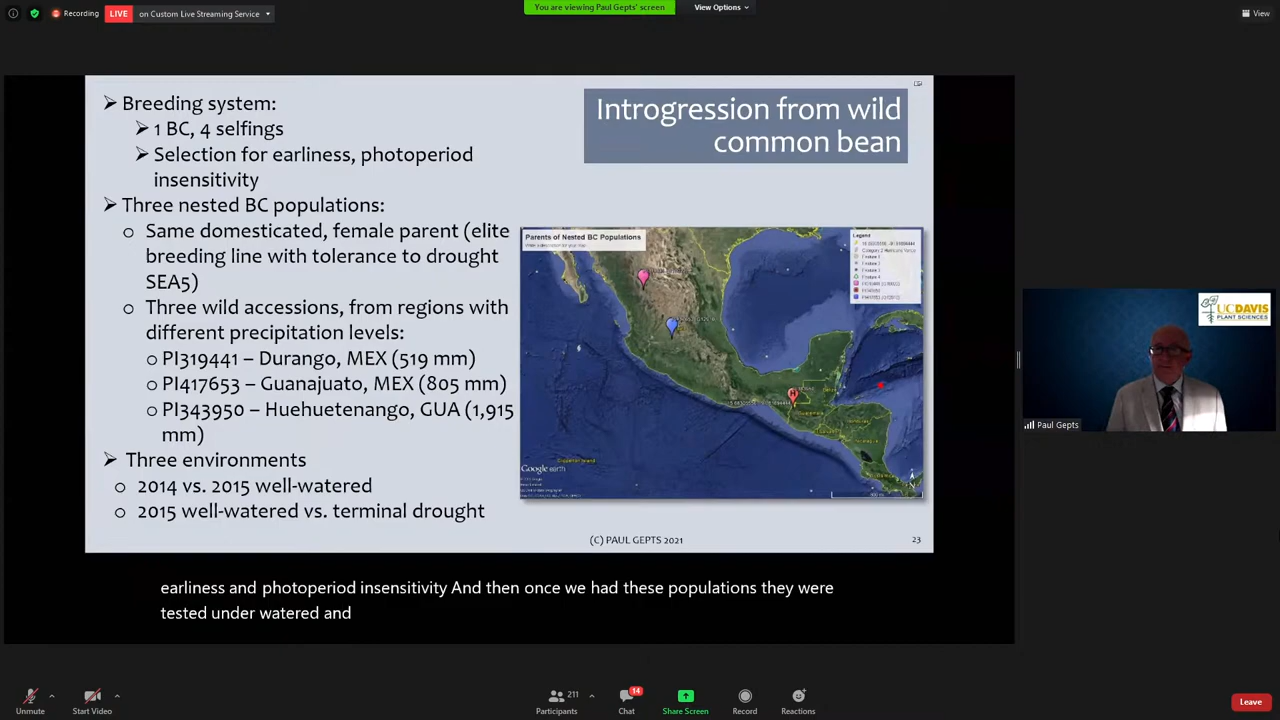 Recording
LIVE
on Custom Live Streaming Service
You are viewing Paul Gepts' screen
View Options
View
Introgression from wild
common bean
Breeding system:
1 BC, 4 selfings
Selection for earliness, photoperiod
insensitivity
Three nested BC populations:
Same domesticated, female parent (elite
breeding line with tolerance to drought
SEA5)
Three wild accessions, from regions with
different precipitation levels:
PI319441 – Durango, MEX (519 mm)
PI417653 – Guanajuato, MEX (805 mm)
PI343950 – Huehuetenango, GUA (1,915
mm)
Three environments
2014 vs. 2015 well-watered
2015 well-watered vs. terminal drought
Parents of Nested BC Populations
Legend
Google earth
(C) PAUL GEPTS 2021
23
UCDAVIS
PLANT SCIENCES
Paul Gepts
earliness and photoperiod insensitivity And then once we had these populations they were
tested under watered and
Unmute
Start Video
211
Participants
14
Chat
Share Screen
Record
Reactions
Leave